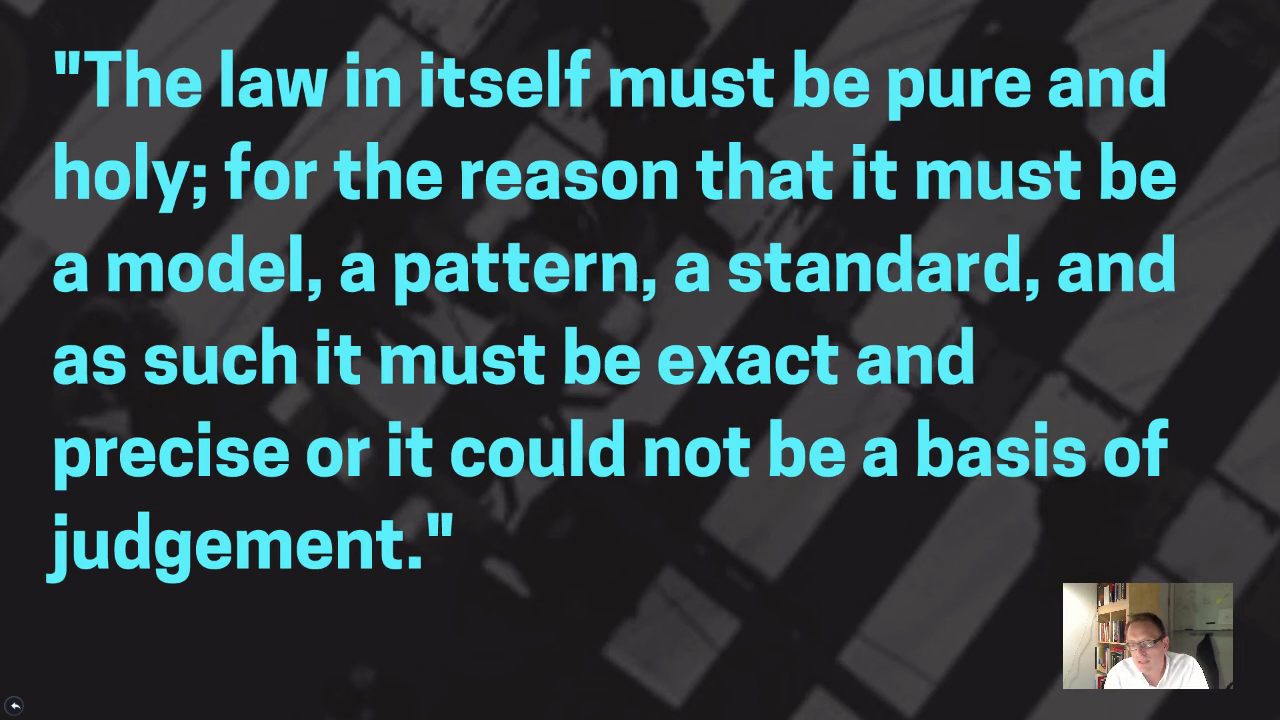 "The law in itself must be pure and
holy; for the reason that it must be
a model, a pattern, a standard, and
as such it must be exact and
precise or it could not be a basis of
judgement."